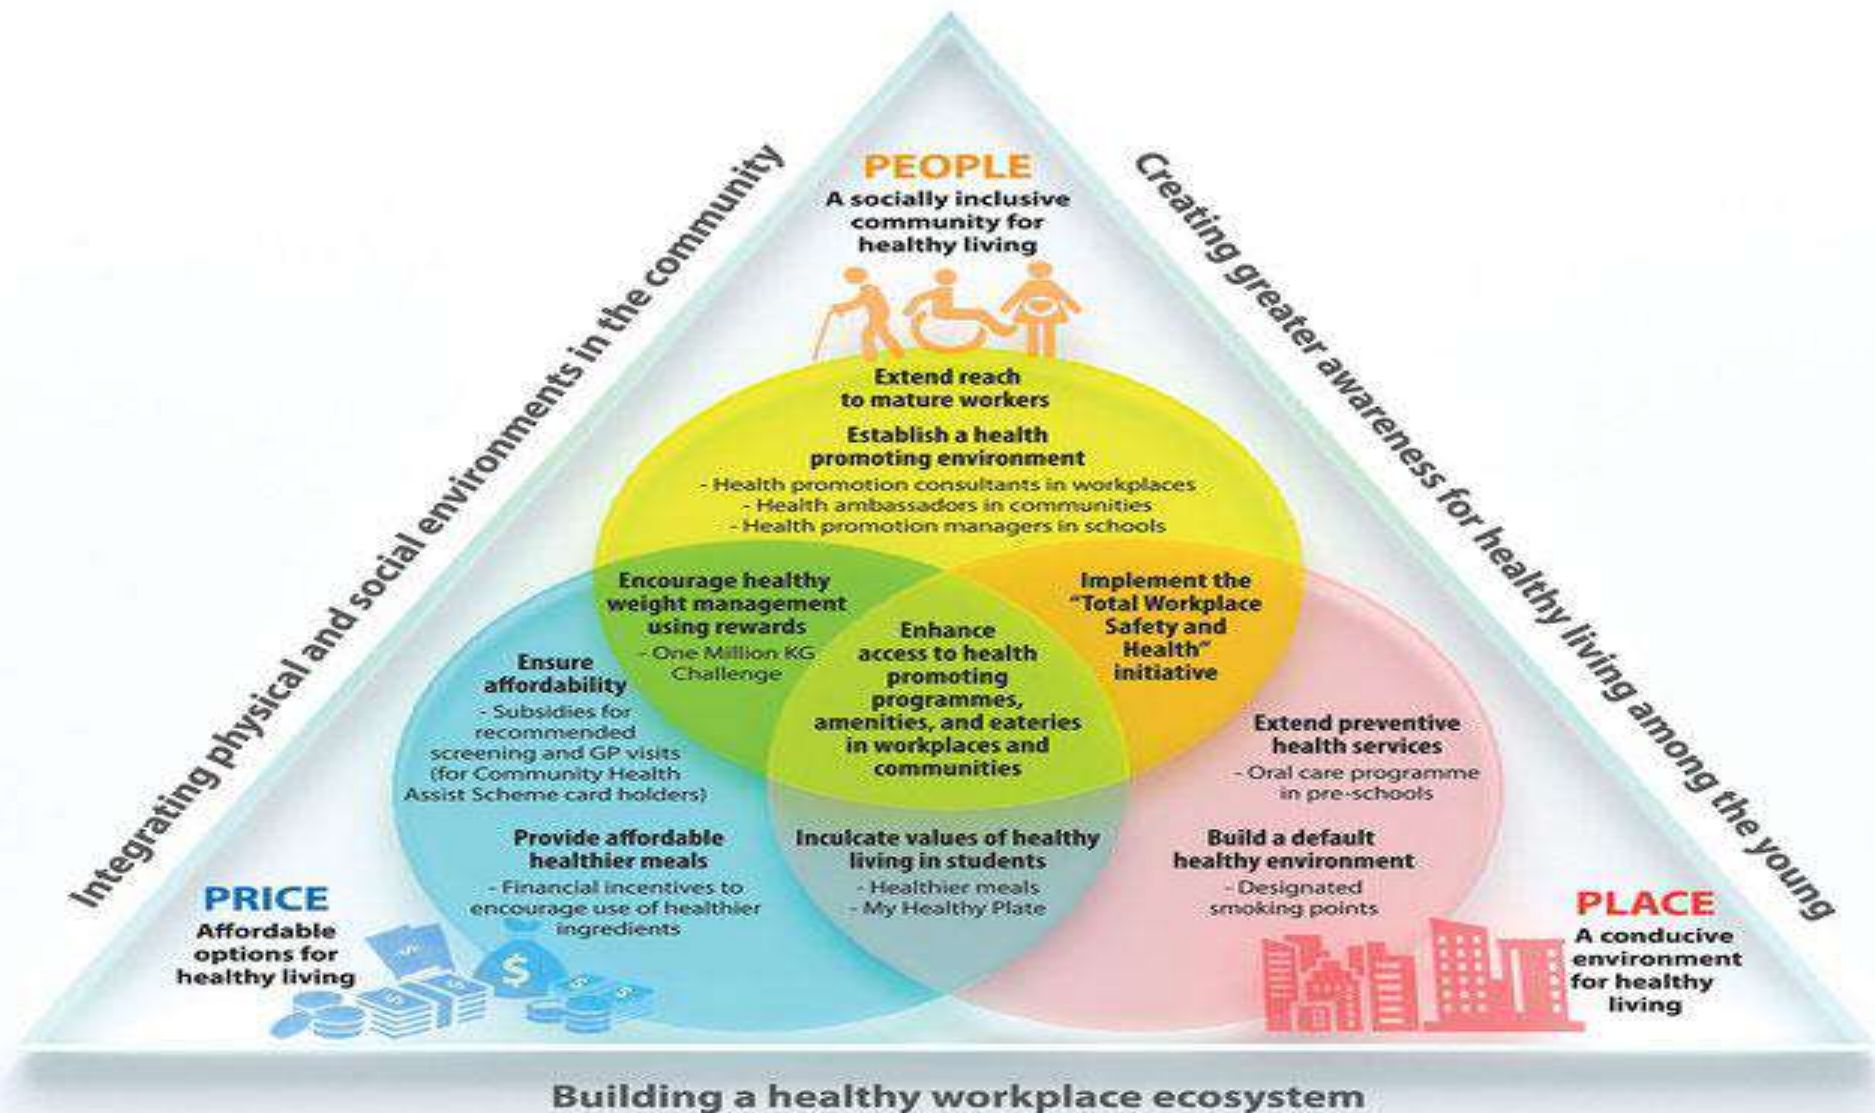 PEOPLE
A socially inclusive
community for
healthy living
Integrating physical and social environments in the community
Creating greater awareness for healthy living among the young
Extend reach
to mature workers
Establish a health
promoting environment
- Health promotion consultants in workplaces
- Health ambassadors in communities
- Health promotion managers in schools
Encourage healthy
weight management
using rewards
- One Million KG
Challenge
Enhance
access to health
promoting
programmes,
amenities, and eateries
in workplaces and
communities
Implement the
"Total Workplace
Safety and
Health"
initiative
Ensure
affordability
- Subsidies for
recommended
screening and GP visits
(for Community Health
Assist Scheme card holders)
Provide affordable
healthier meals
- Financial incentives to
encourage use of healthier
ingredients
Inculcate values of healthy
living in students
- Healthier meals
- My Healthy Plate
Extend preventive
health services
- Oral care programme
in pre-schools
Build a default
healthy environment
- Designated
smoking points
PRICE
Affordable
options for
healthy living
$
PLACE
A conducive
environment
for healthy
living
Building a healthy workplace ecosystem